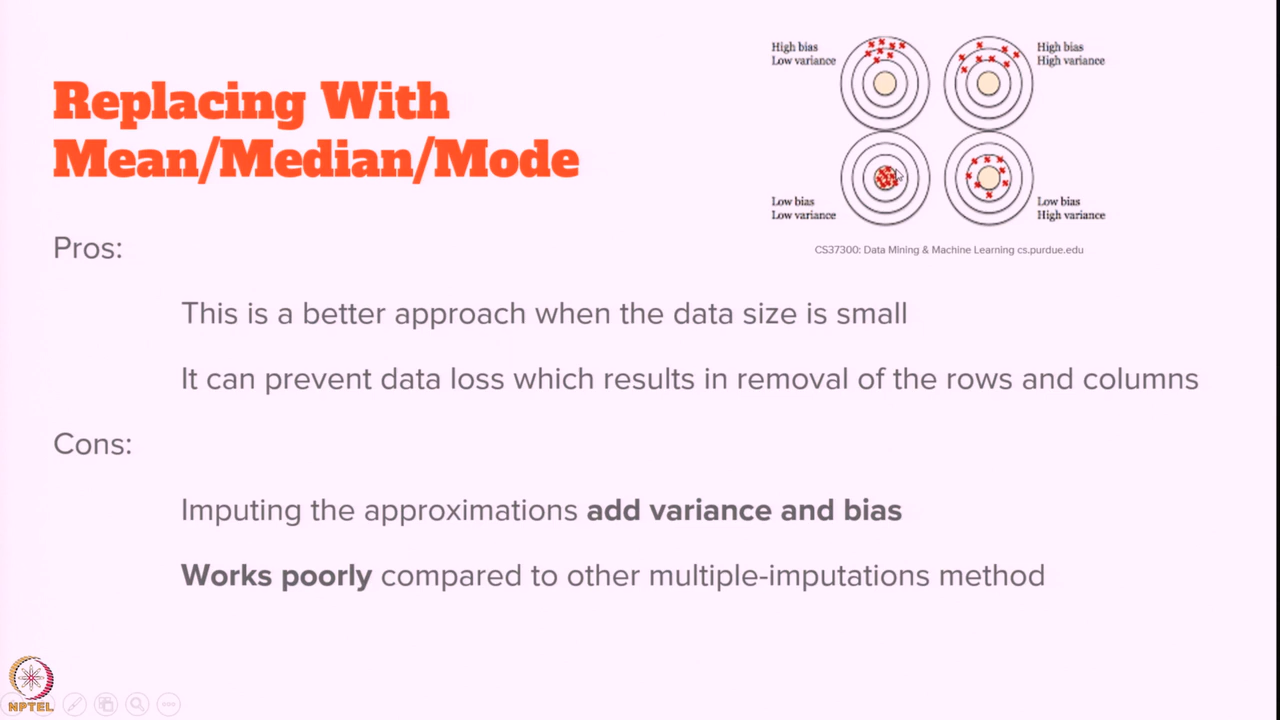 Replacing With
Mean/Median/Mode
High bias
Low variance
High bias
High variance
Low bias
Low variance
Low bias
High variance
CS37300: Data Mining & Machine Learning cs.purdue.edu
Pros:
This is a better approach when the data size is small
It can prevent data loss which results in removal of the rows and columns
Cons:
Imputing the approximations add variance and bias
Works poorly compared to other multiple-imputations method
NPTEL